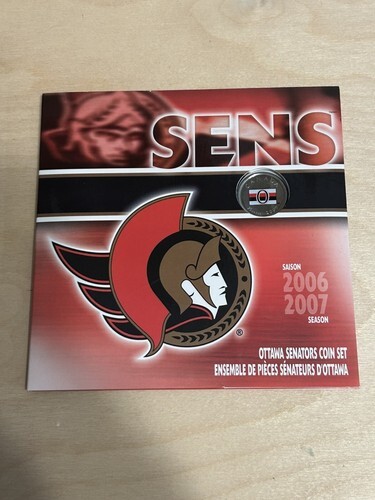 SENS
SAISON
2006
2007
SEASON
®
OTTAWA SENATORS COIN SET
ENSEMBLE DE PIÈCES SÉNATEURS D'OTTAWA